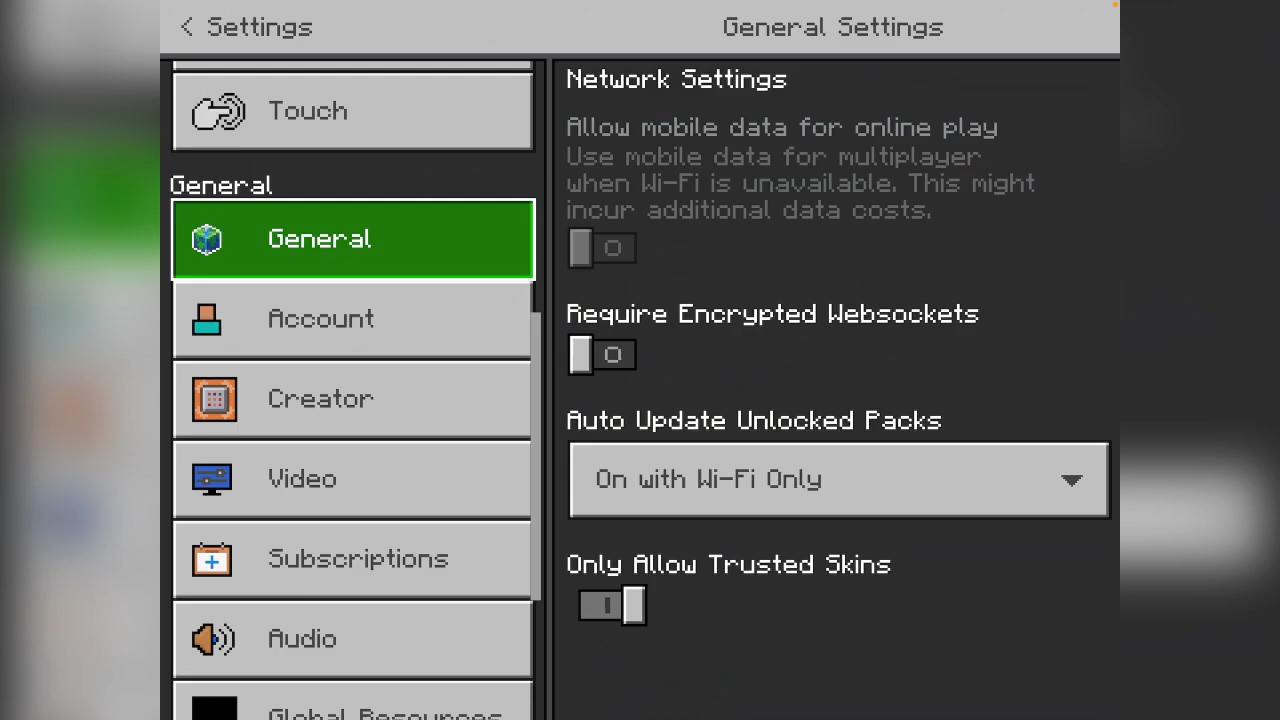 Settings
General Settings
Touch
General
General
Account
Creator
Video
Subscriptions
Audio
Global Resources
Network Settings
Allow mobile data for online play
Use mobile data for multiplayer
when Wi-Fi is unavailable. This might
incur additional data costs.
Require Encrypted Websockets
Auto Update Unlocked Packs
On with Wi-Fi Only
Only Allow Trusted Skins